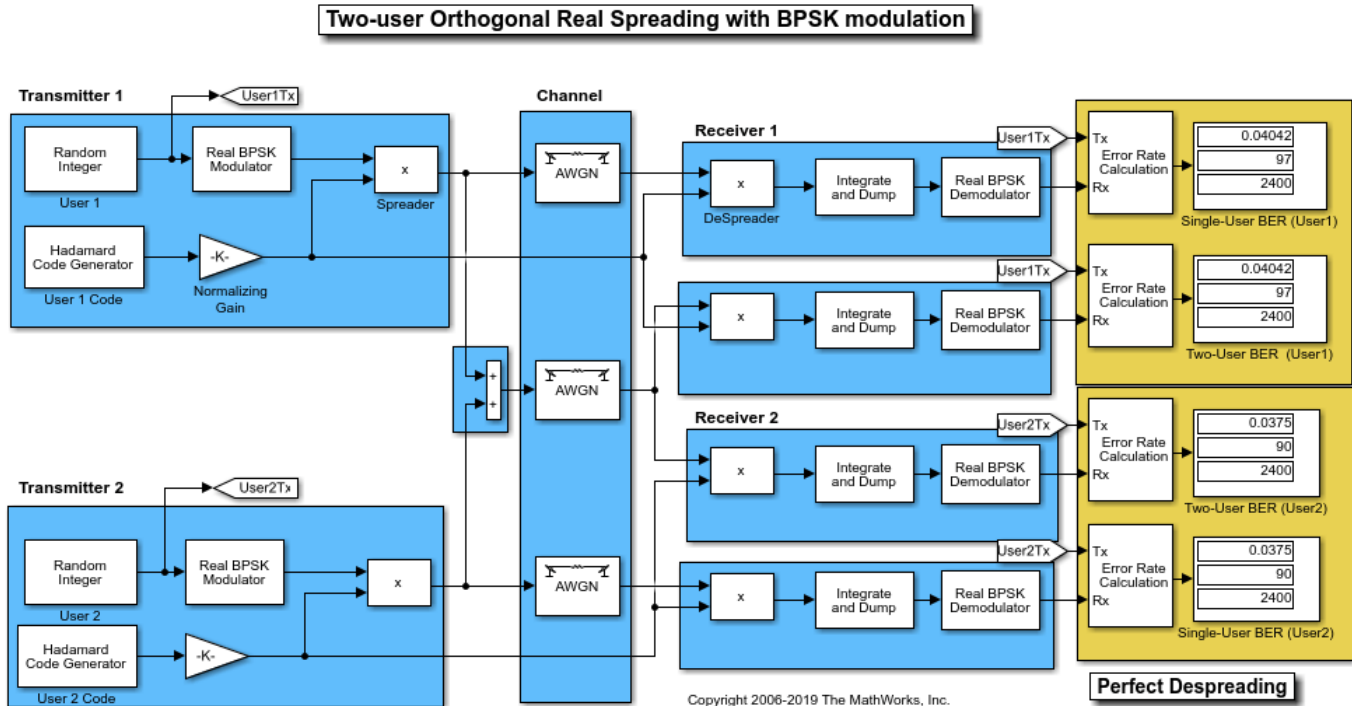 Two-user Orthogonal Real Spreading with BPSK modulation
Transmitter 1
User1Tx
Random
Integer
User 1
Real BPSK
Modulator
x
Spreader
Hadamard
Code Generator
User 1 Code
-K-
Normalizing
Gain
Channel
AWGN
+
+
AWGN
AWGN
Transmitter 2
User2Tx
Random
Integer
User 2
Real BPSK
Modulator
x
Hadamard
Code Generator
User 2 Code
-K-
Receiver 1
User1Tx
x
DeSpreader
Integrate
and Dump
Real BPSK
Demodulator
Tx
Error Rate
Calculation
Rx
0.04042
97
2400
Single-User BER (User1)
User1Tx
x
Integrate
and Dump
Real BPSK
Demodulator
Tx
Error Rate
Calculation
Rx
0.04042
97
2400
Two-User BER (User1)
Receiver 2
User2Tx
x
Integrate
and Dump
Real BPSK
Demodulator
Tx
Error Rate
Calculation
Rx
0.0375
90
2400
Two-User BER (User2)
User2Tx
x
Integrate
and Dump
Real BPSK
Demodulator
Tx
Error Rate
Calculation
Rx
0.0375
90
2400
Single-User BER (User2)
Copyright 2006-2019 The MathWorks, Inc.
Perfect Despreading